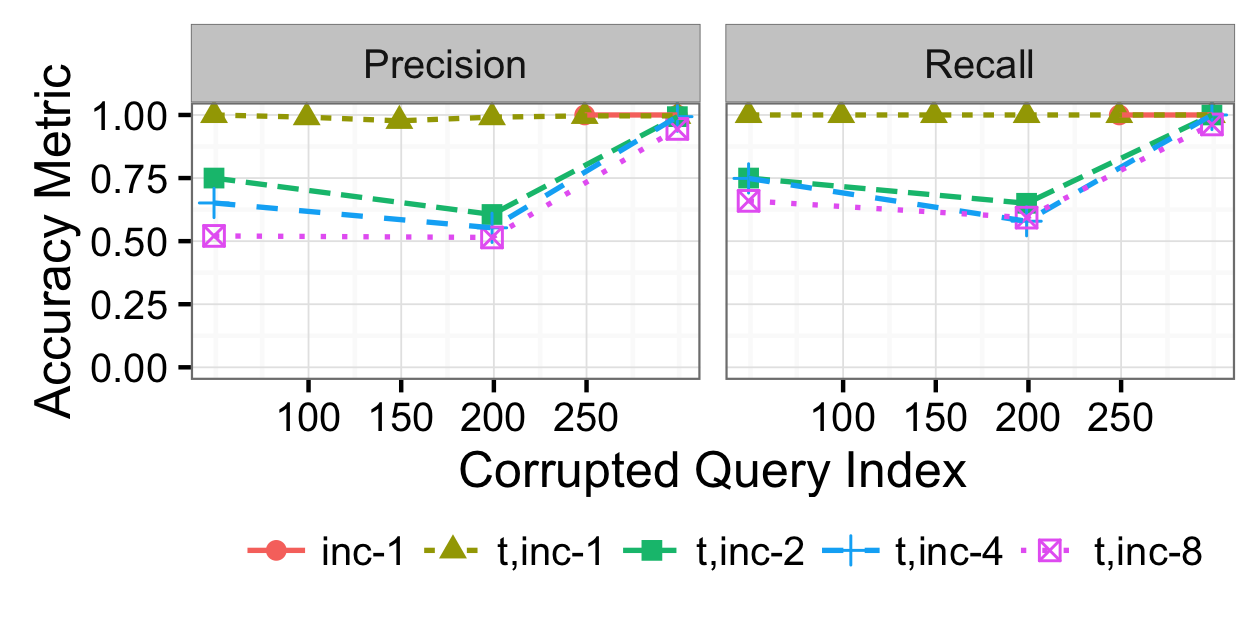 Precision Recall
Accuracy Metric
1.00
0.75
0.50
0.25
0.00
100 150 200 250 100 150 200 250
Corrupted Query Index
inc-1 t,inc-1 t,inc-2 t,inc-4 t,inc-8